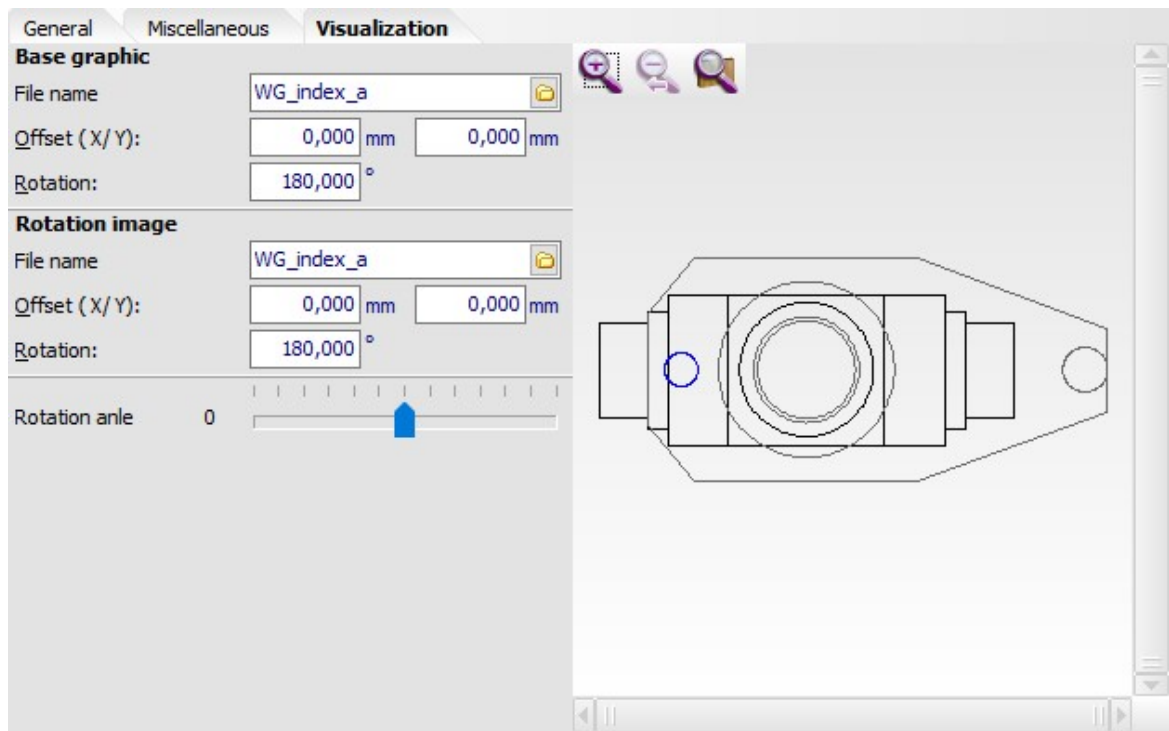 General Miscellaneous Visualization
Base graphic
File name WG_index_a
Offset ( X/ Y): 0,000 mm 0,000 mm
Rotation: 180,000 °
Rotation image
File name WG_index_a
Offset ( X/ Y): 0,000 mm 0,000 mm
Rotation: 180,000 °
Rotation anle 0